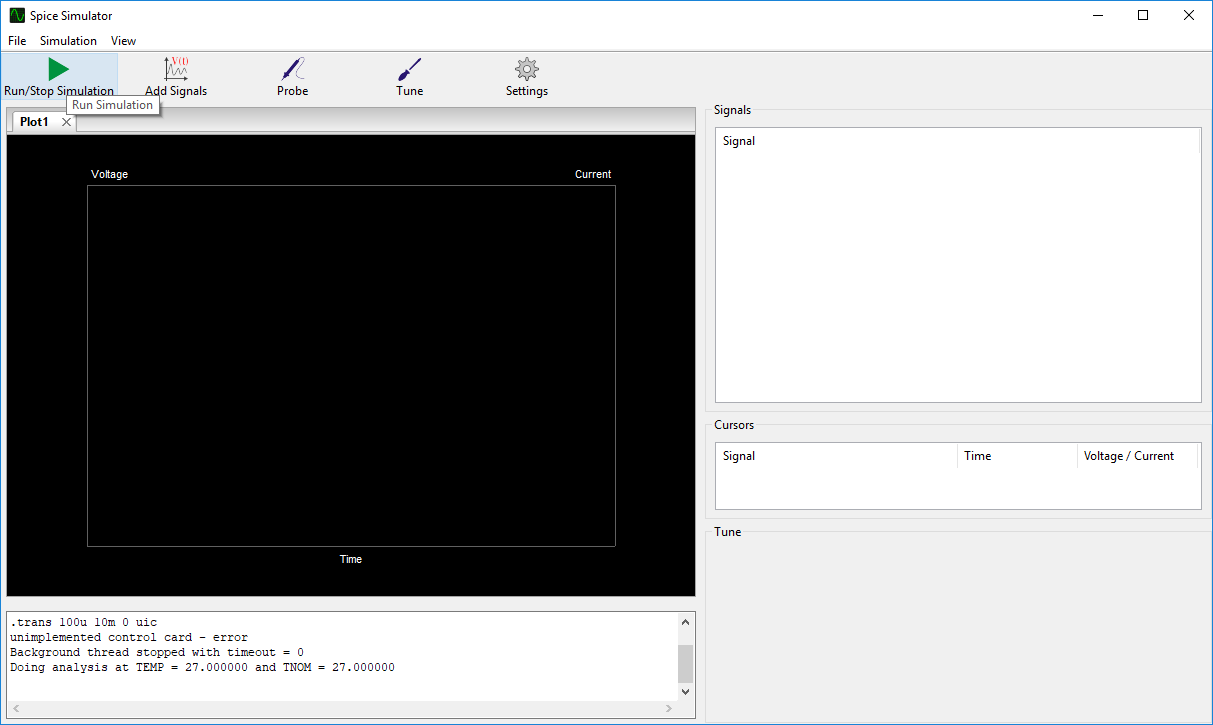 Spice Simulator
File Simulation View
V(t)
Run/Stop Simulation Add Signals Probe Tune Settings
Run Simulation
Plot1
Voltage Current
Time
.trans 100u 10m 0 uic
unimplemented control card - error
Background thread stopped with timeout = 0
Doing analysis at TEMP = 27.000000 and TNOM = 27.000000
Signals
Signal
Cursors
Signal Time Voltage / Current
Tune